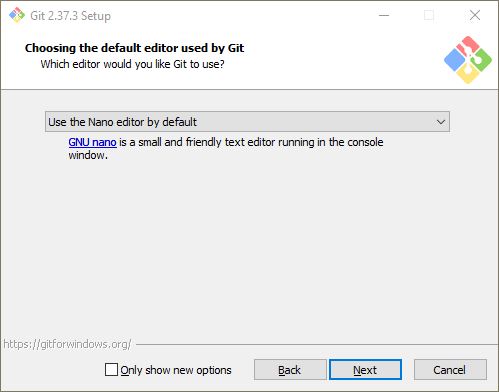 Git 2.37.3 Setup
Choosing the default editor used by Git
Which editor would you like Git to use?
Use the Nano editor by default
GNU nano is a small and friendly text editor running in the console
window.
https://gitforwindows.org/
Only show new options
Back
Next
Cancel